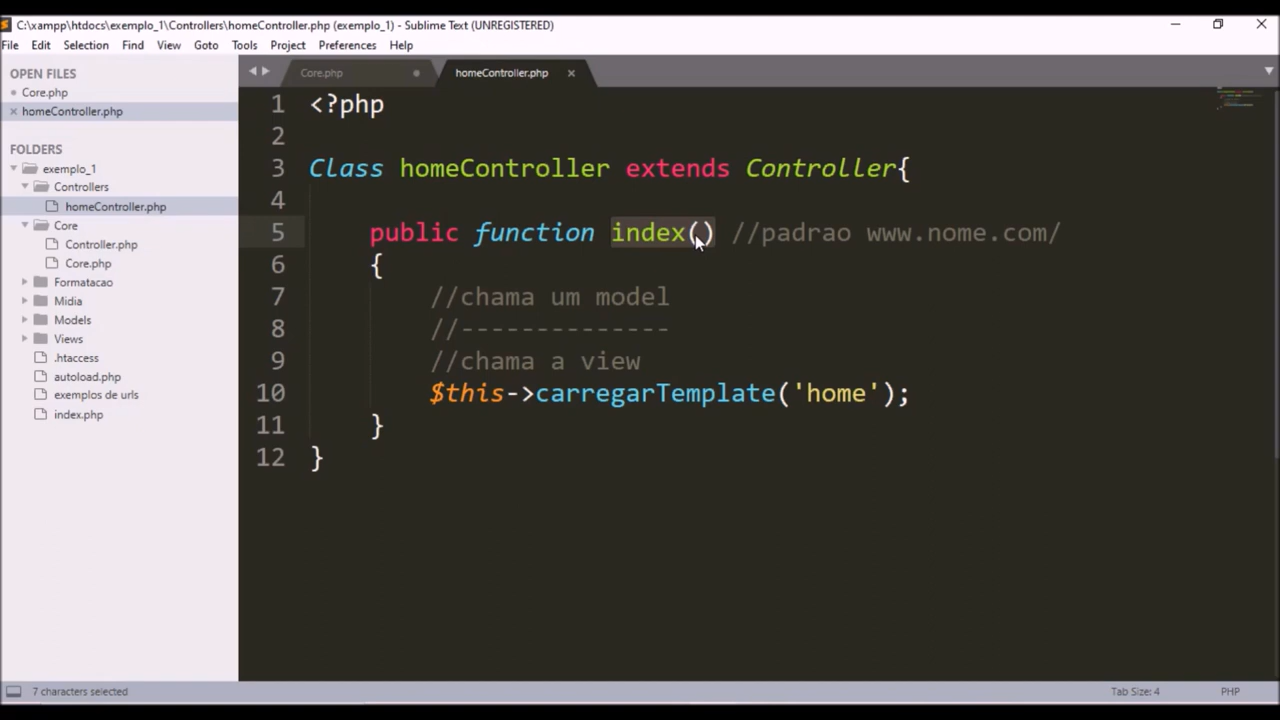 C:\xampp\htdocs\exemplo_1\Controllers\homeController.php (exemplo_1) - Sublime Text (UNREGISTERED)
File Edit Selection Find View Goto Tools Project Preferences Help
OPEN FILES
Core.php
homeController.php
FOLDERS
exemplo_1
Controllers
homeController.php
Core
Controller.php
Core.php
Formatacao
Midia
Models
Views
.htaccess
autoload.php
exemplos de urls
index.php
Core.php homeController.php
1 <?php
2
3 Class homeController extends Controller{
4
5 public function index() //padrao www.nome.com/
6 {
7 //chama um model
8 //--------------
9 //chama a view
10 $this->carregarTemplate('home');
11 }
12 }
7 characters selected Tab Size: 4 PHP